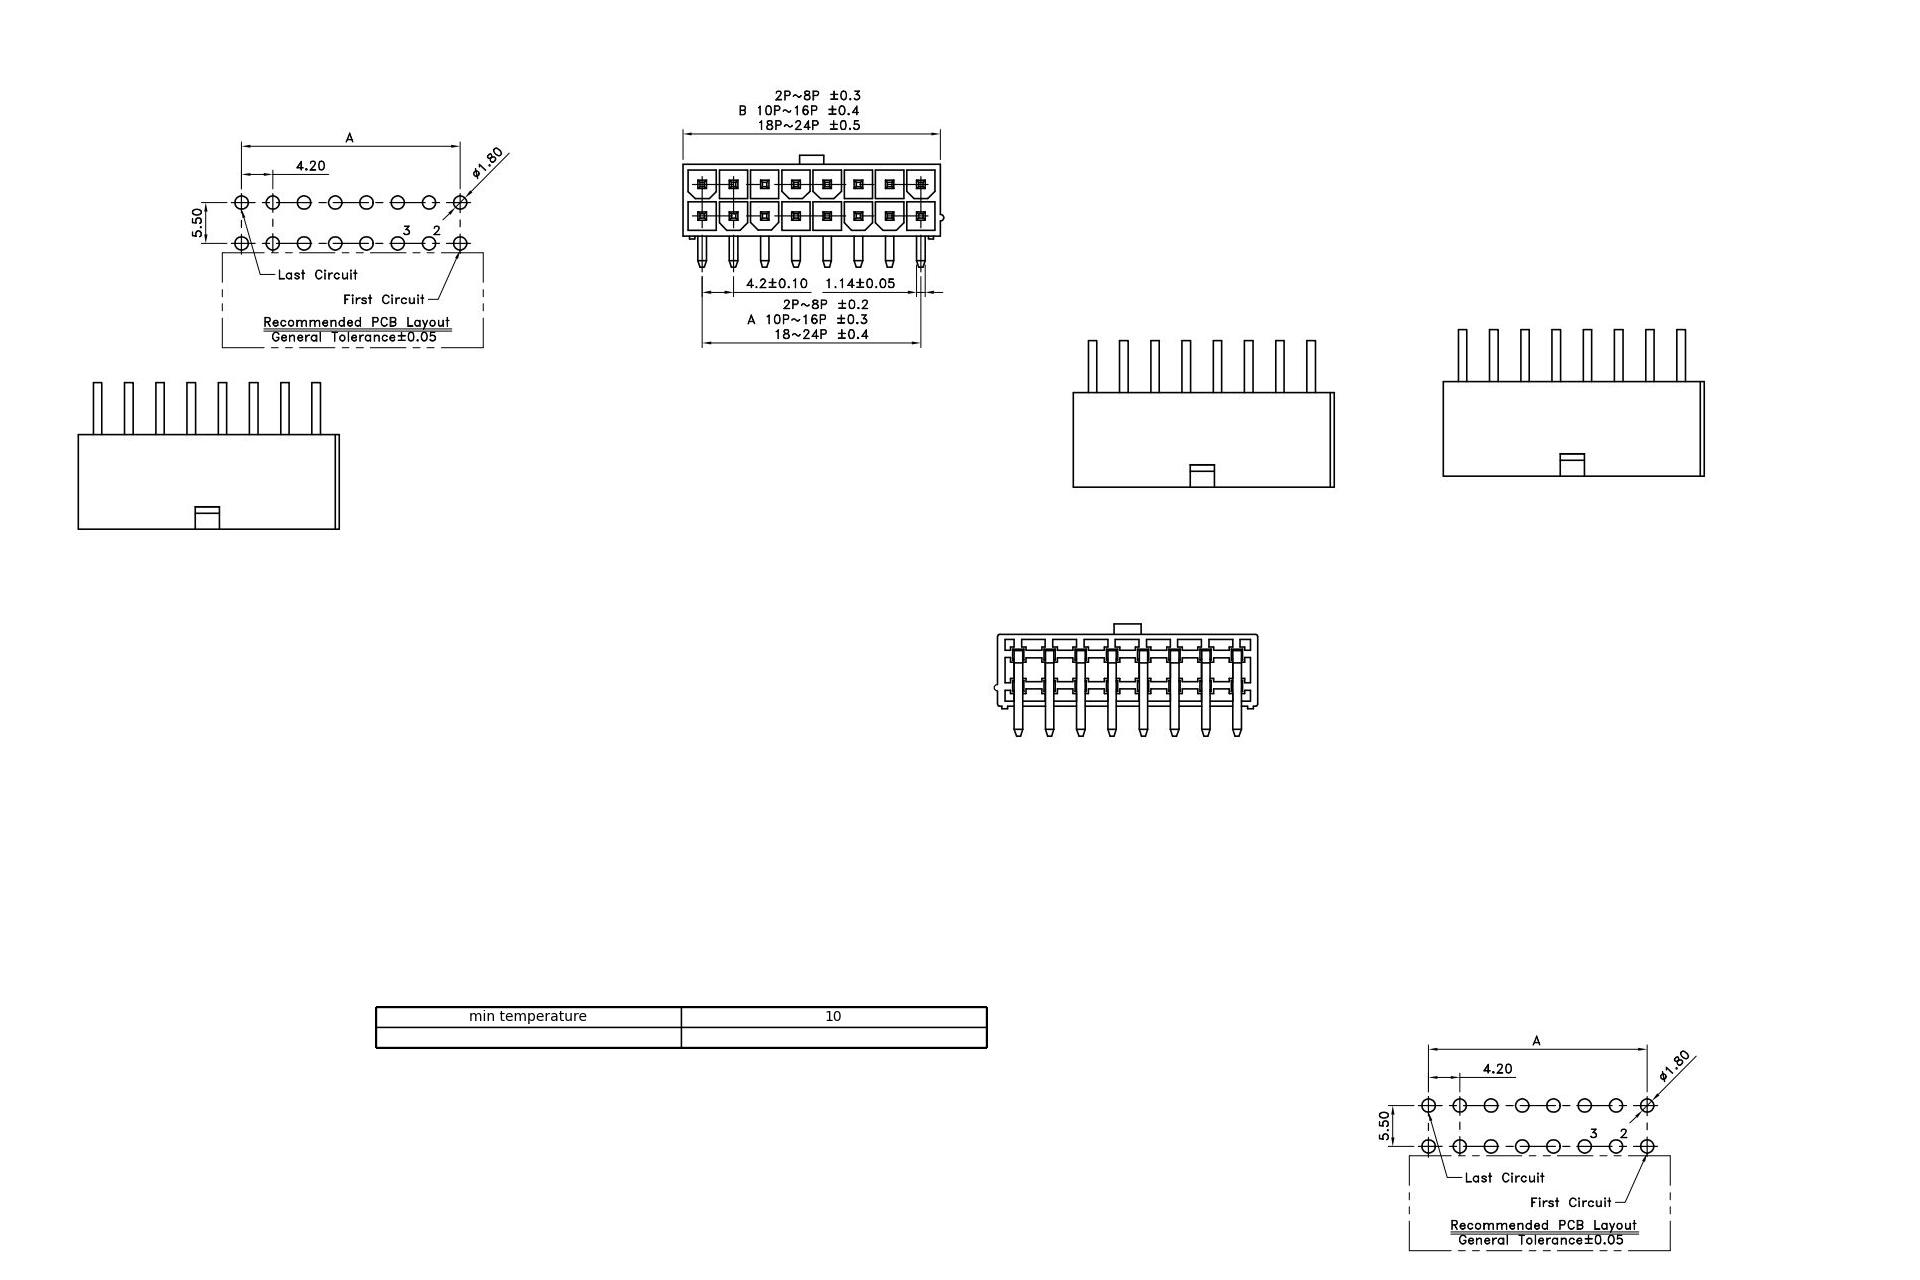 2P~8P ±0.3
B 10P~16P ±0.4
18P~24P ±0.5
A
4.20
ø1.80
5.50
3 2
Last Circuit
First Circuit
Recommended PCB Layout
General Tolerance±0.05
4.2±0.10 1.14±0.05
2P~8P ±0.2
A 10P~16P ±0.3
18~24P ±0.4
min temperature 10
A
4.20
ø1.80
5.50
3 2
Last Circuit
First Circuit
Recommended PCB Layout
General Tolerance±0.05